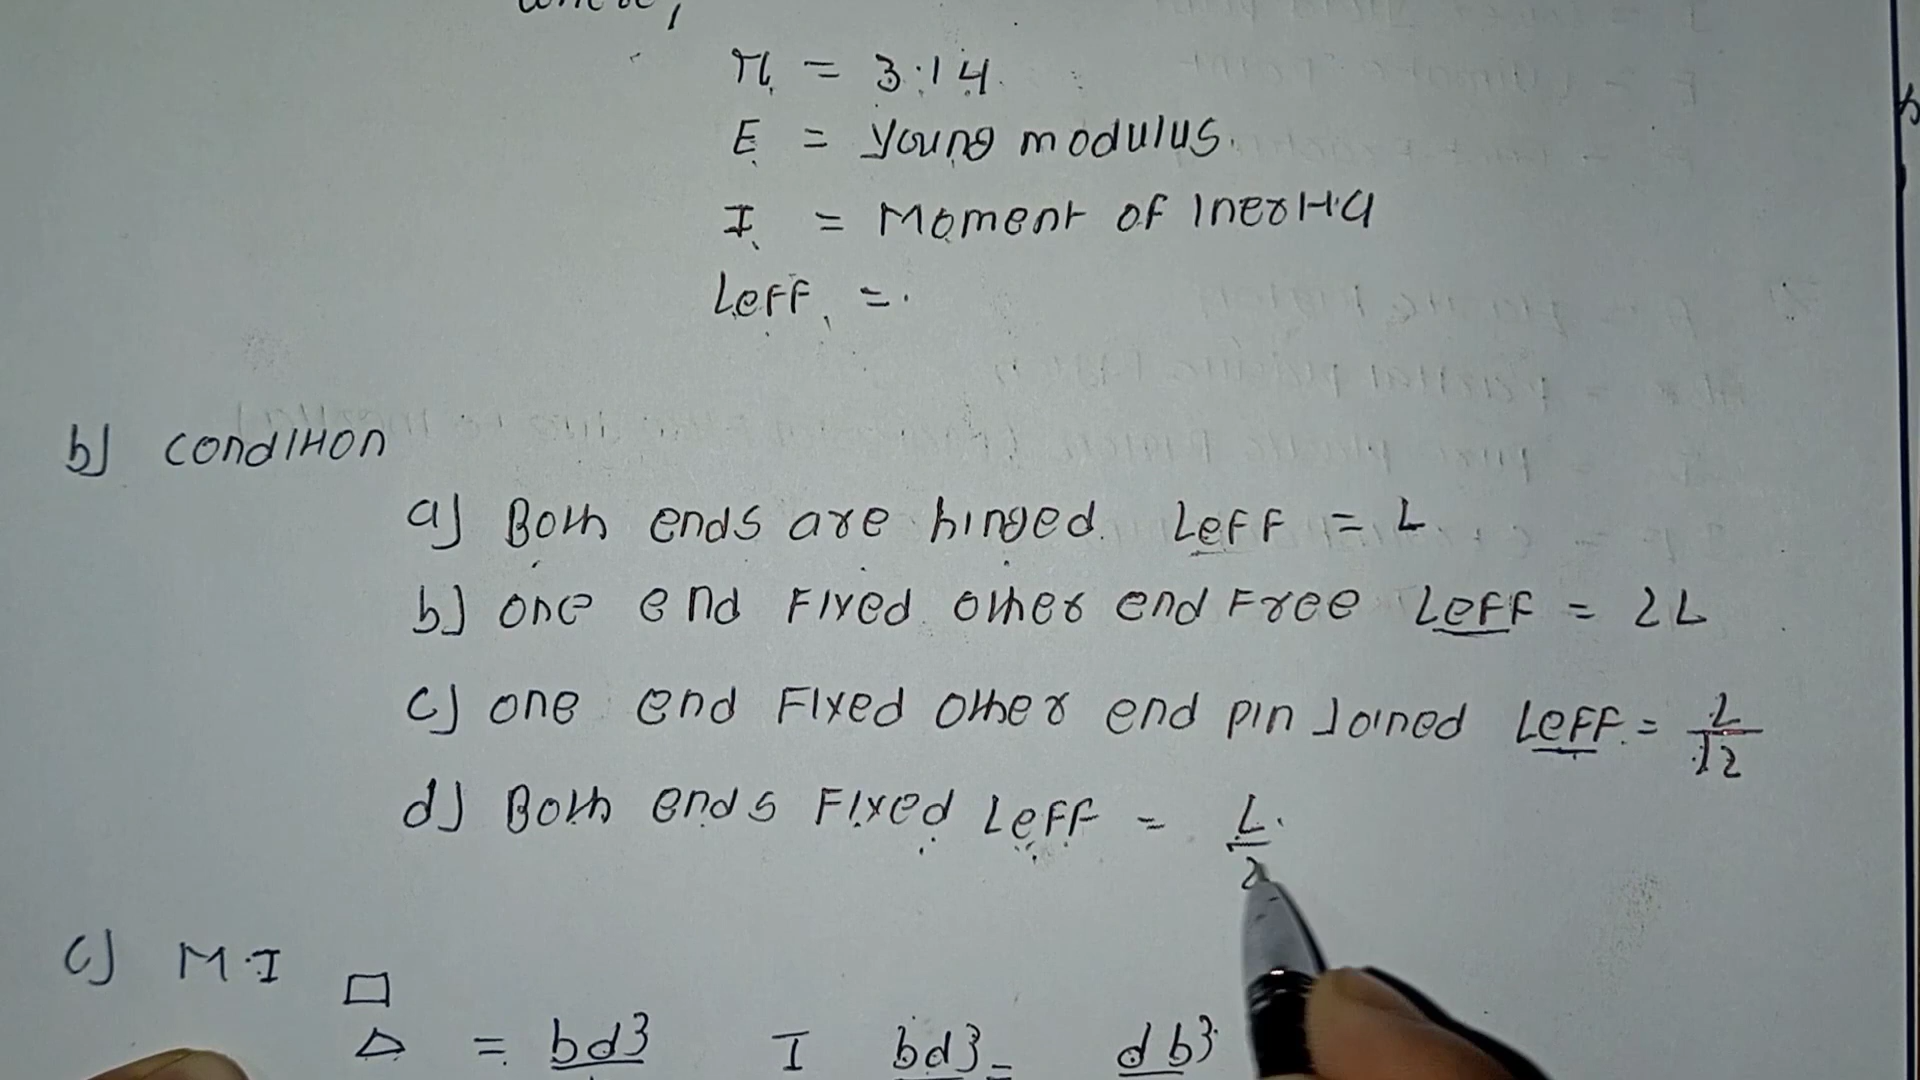 π = 3.14
E = Young modulus.
I = Moment of Inertia
Leff =
b) condition
a) Both ends are hinged. Leff = L
b) one end Fixed other end Free Leff = 2L
c) one end Fixed other end pin Joined Leff = L/√2
d) Both ends Fixed Leff = L/2
c) M.I
= bd3 I bd3 = db3